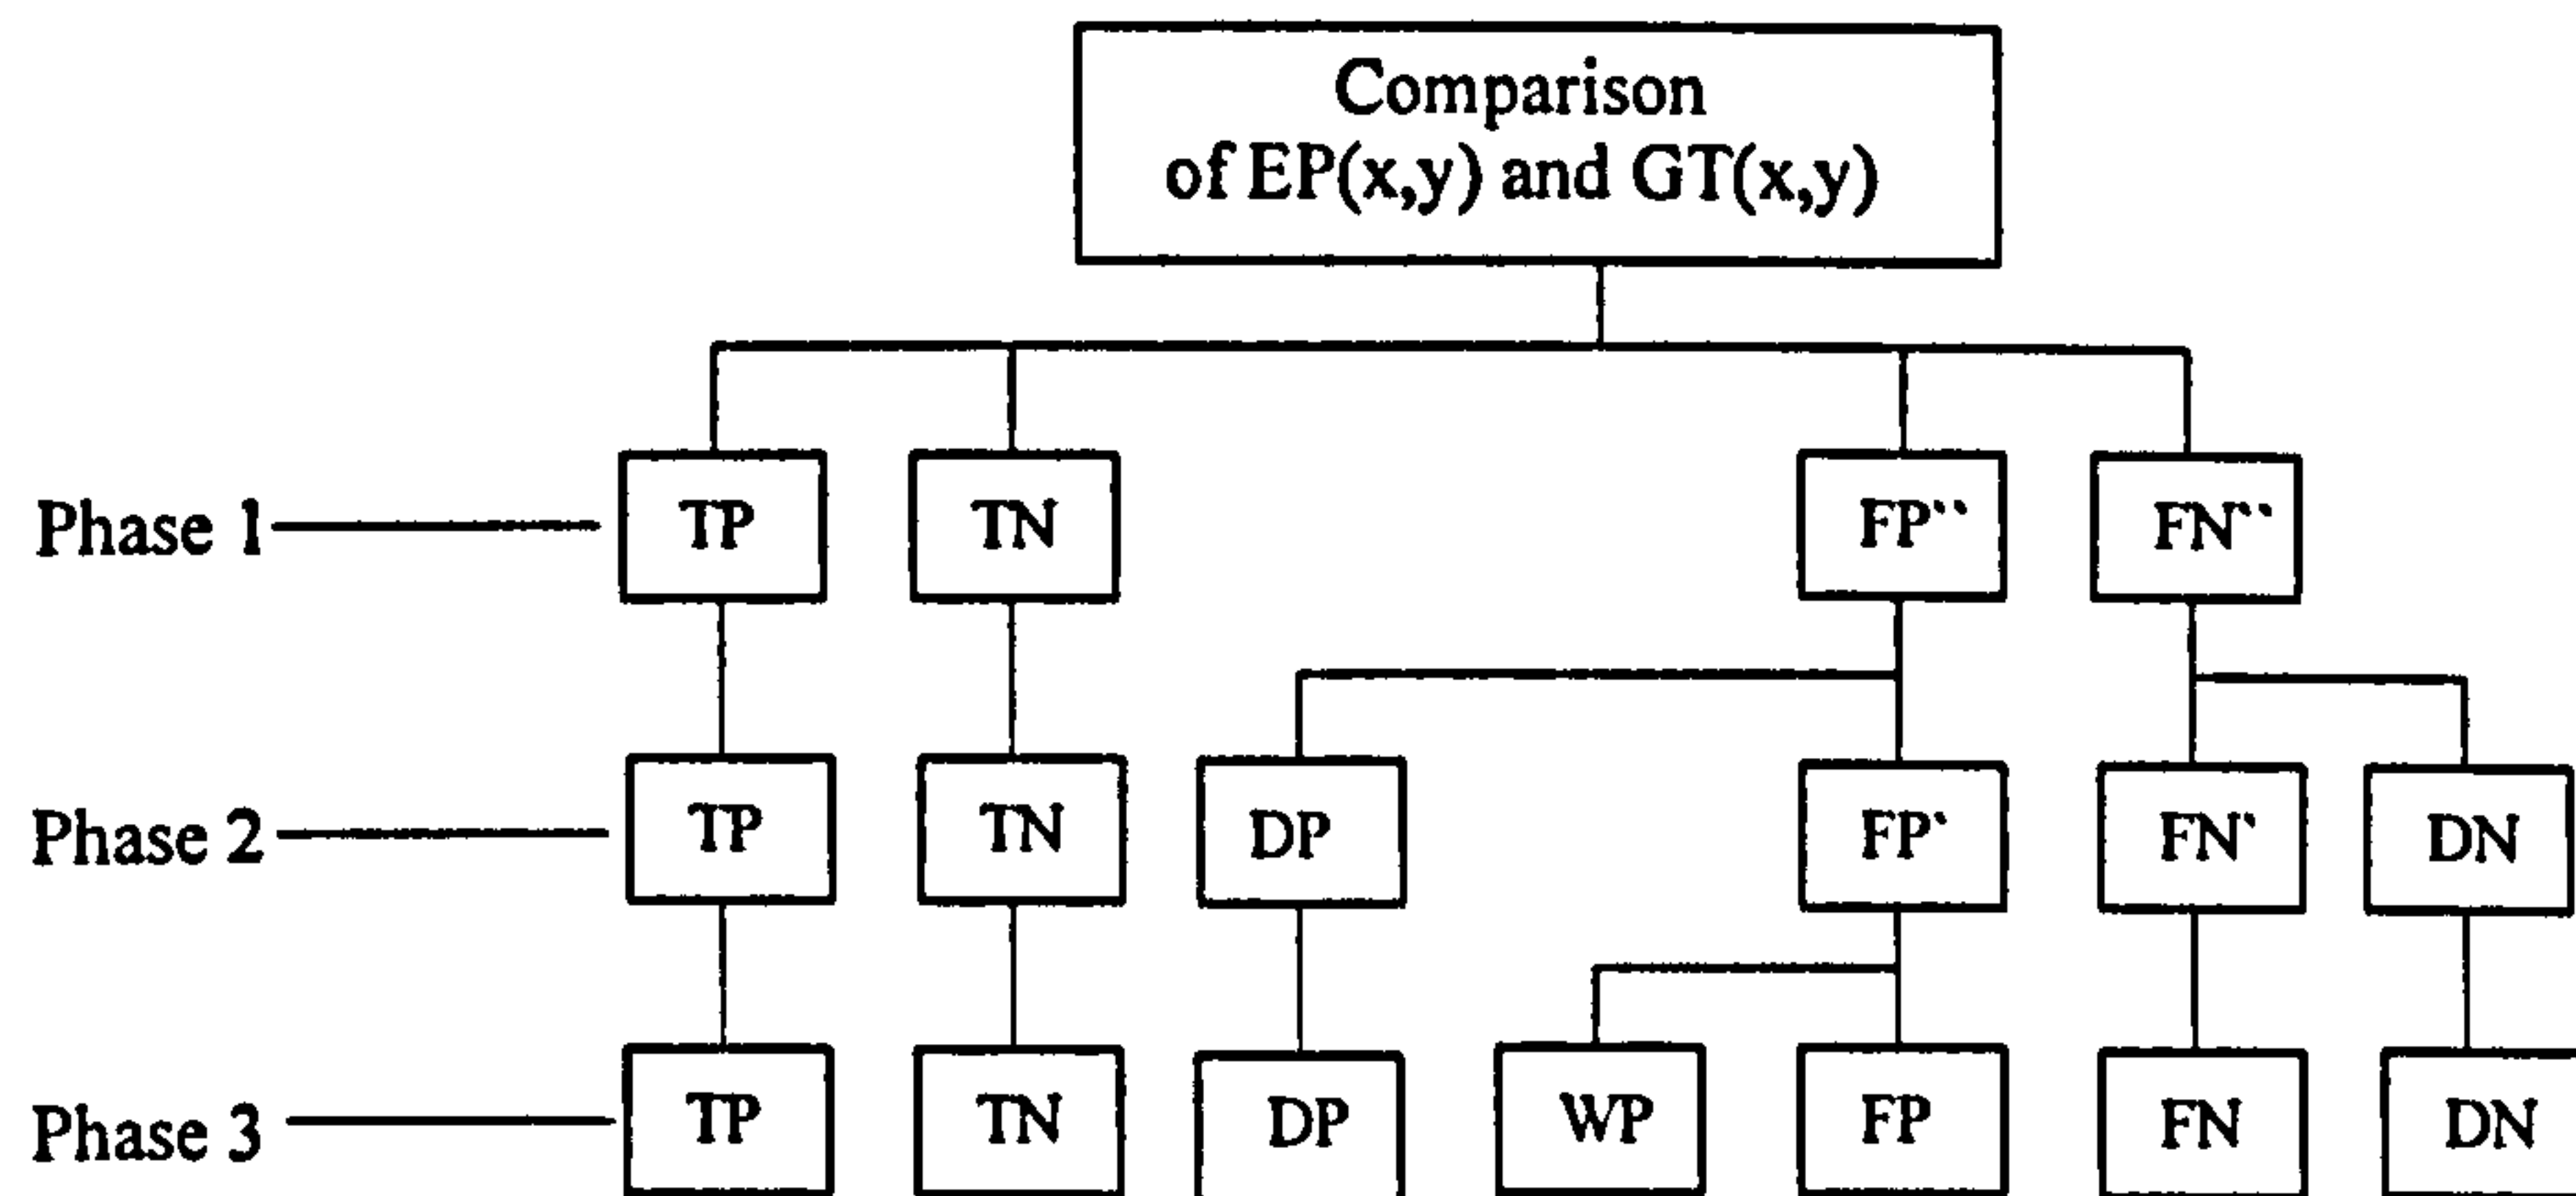 Comparison
of EP(x,y) and GT(x,y)
Phase 1 TP TN FP`` FN``
Phase 2 TP TN DP FP` FN` DN
Phase 3 TP TN DP WP FP FN DN